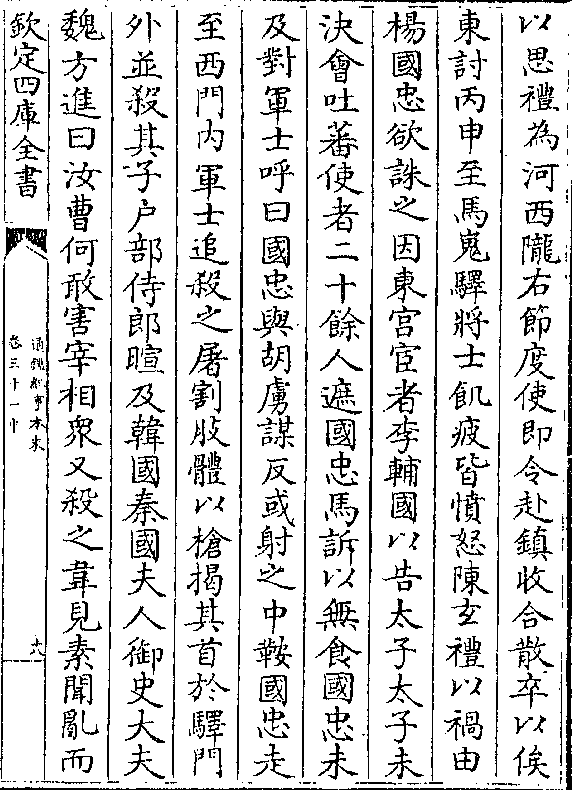 以思禮為河西隴右節度使即令赴鎮收合散卒以俟
東討丙申至馬嵬驛將士飢疲皆憤怒陳玄禮以禍由
楊國忠欲誅之因東宫宦者李輔國以告太子太子未
決會吐蕃使者二十餘人遮國忠馬訴以無食國忠未
及對軍士呼曰國忠與胡虜謀反或射之中鞍國忠走
至西門内軍士追殺之屠割肢體以槍揭其首於驛門
外並殺其子户部侍郎暄及韓國秦國夫人御史大夫
魏方進曰汝曹何敢害宰相衆又殺之韋見素聞亂而
欽定四庫全書
通鑑紀事本末
卷三十一中
十八